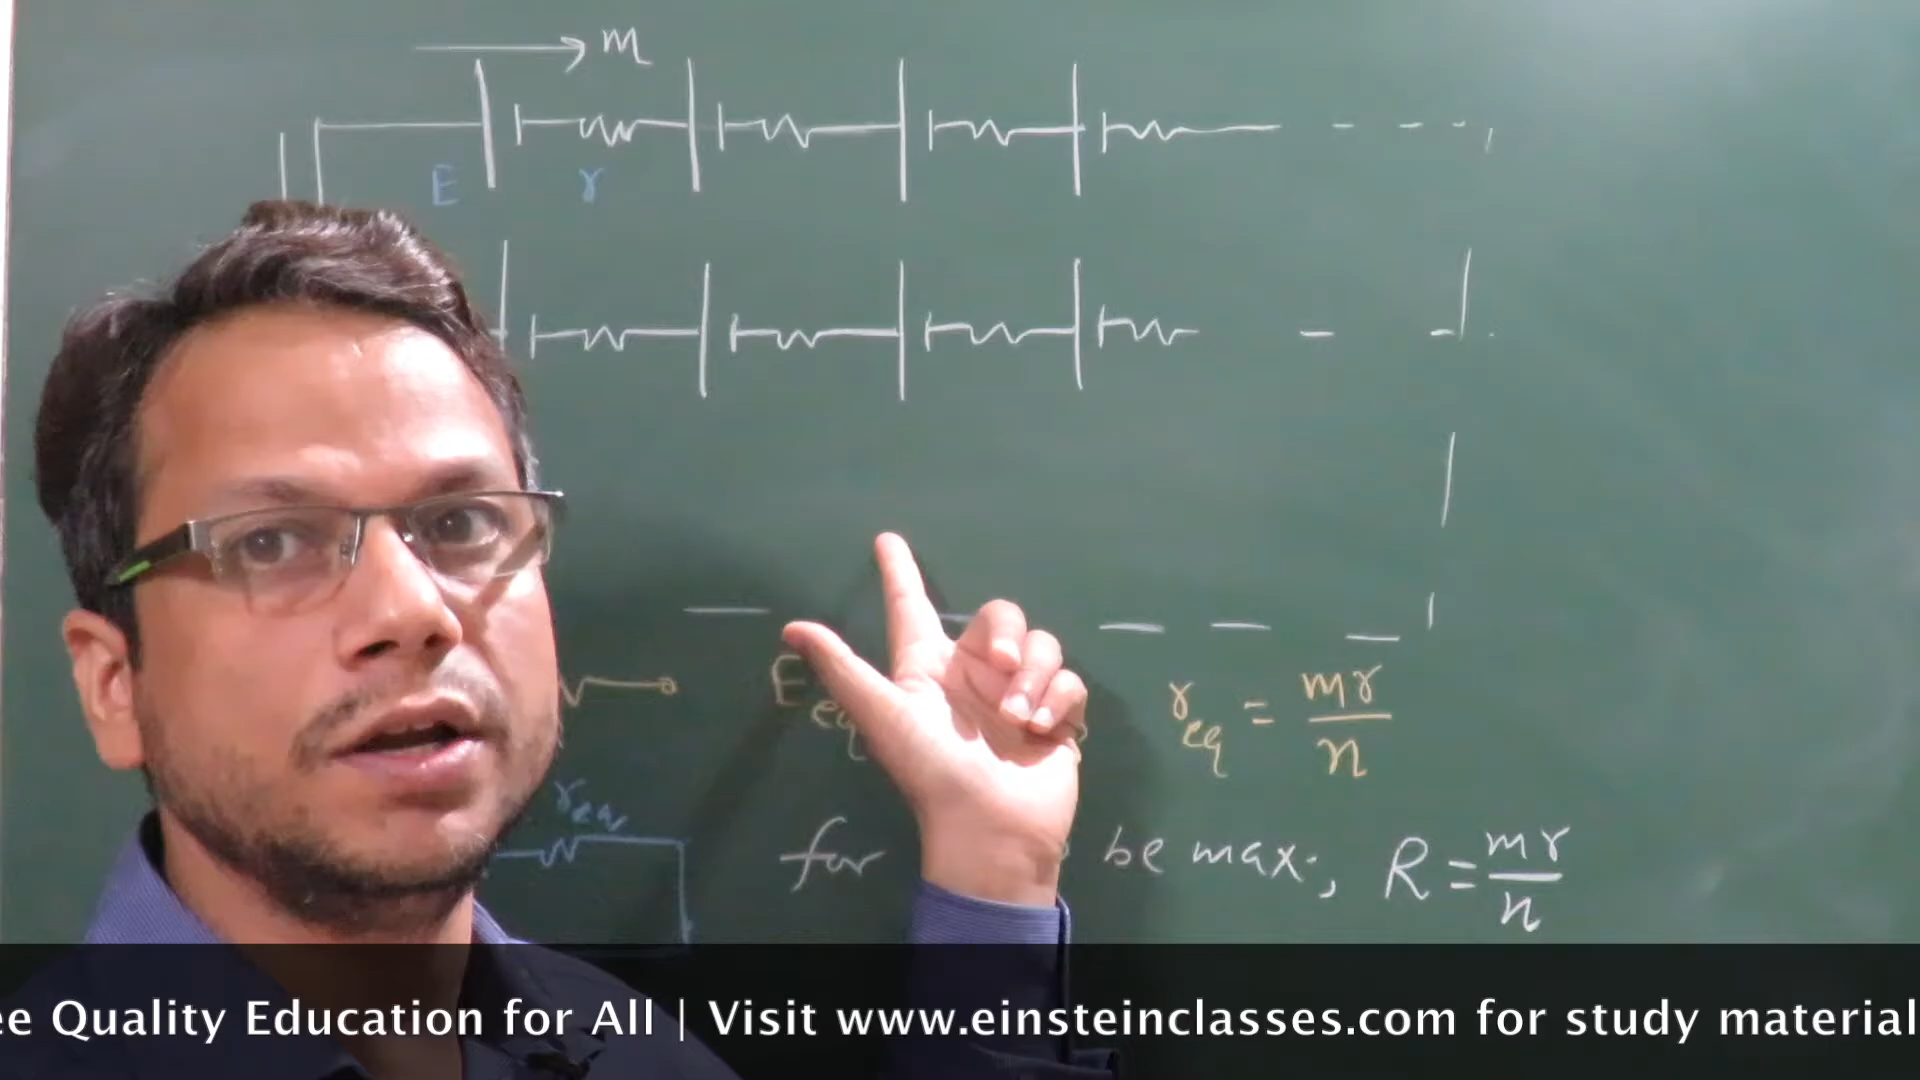 m
E r
r_eq
E_eq r_eq = mr/n
for be max; R = mr/n
ee Quality Education for All | Visit www.einsteinclasses.com for study material